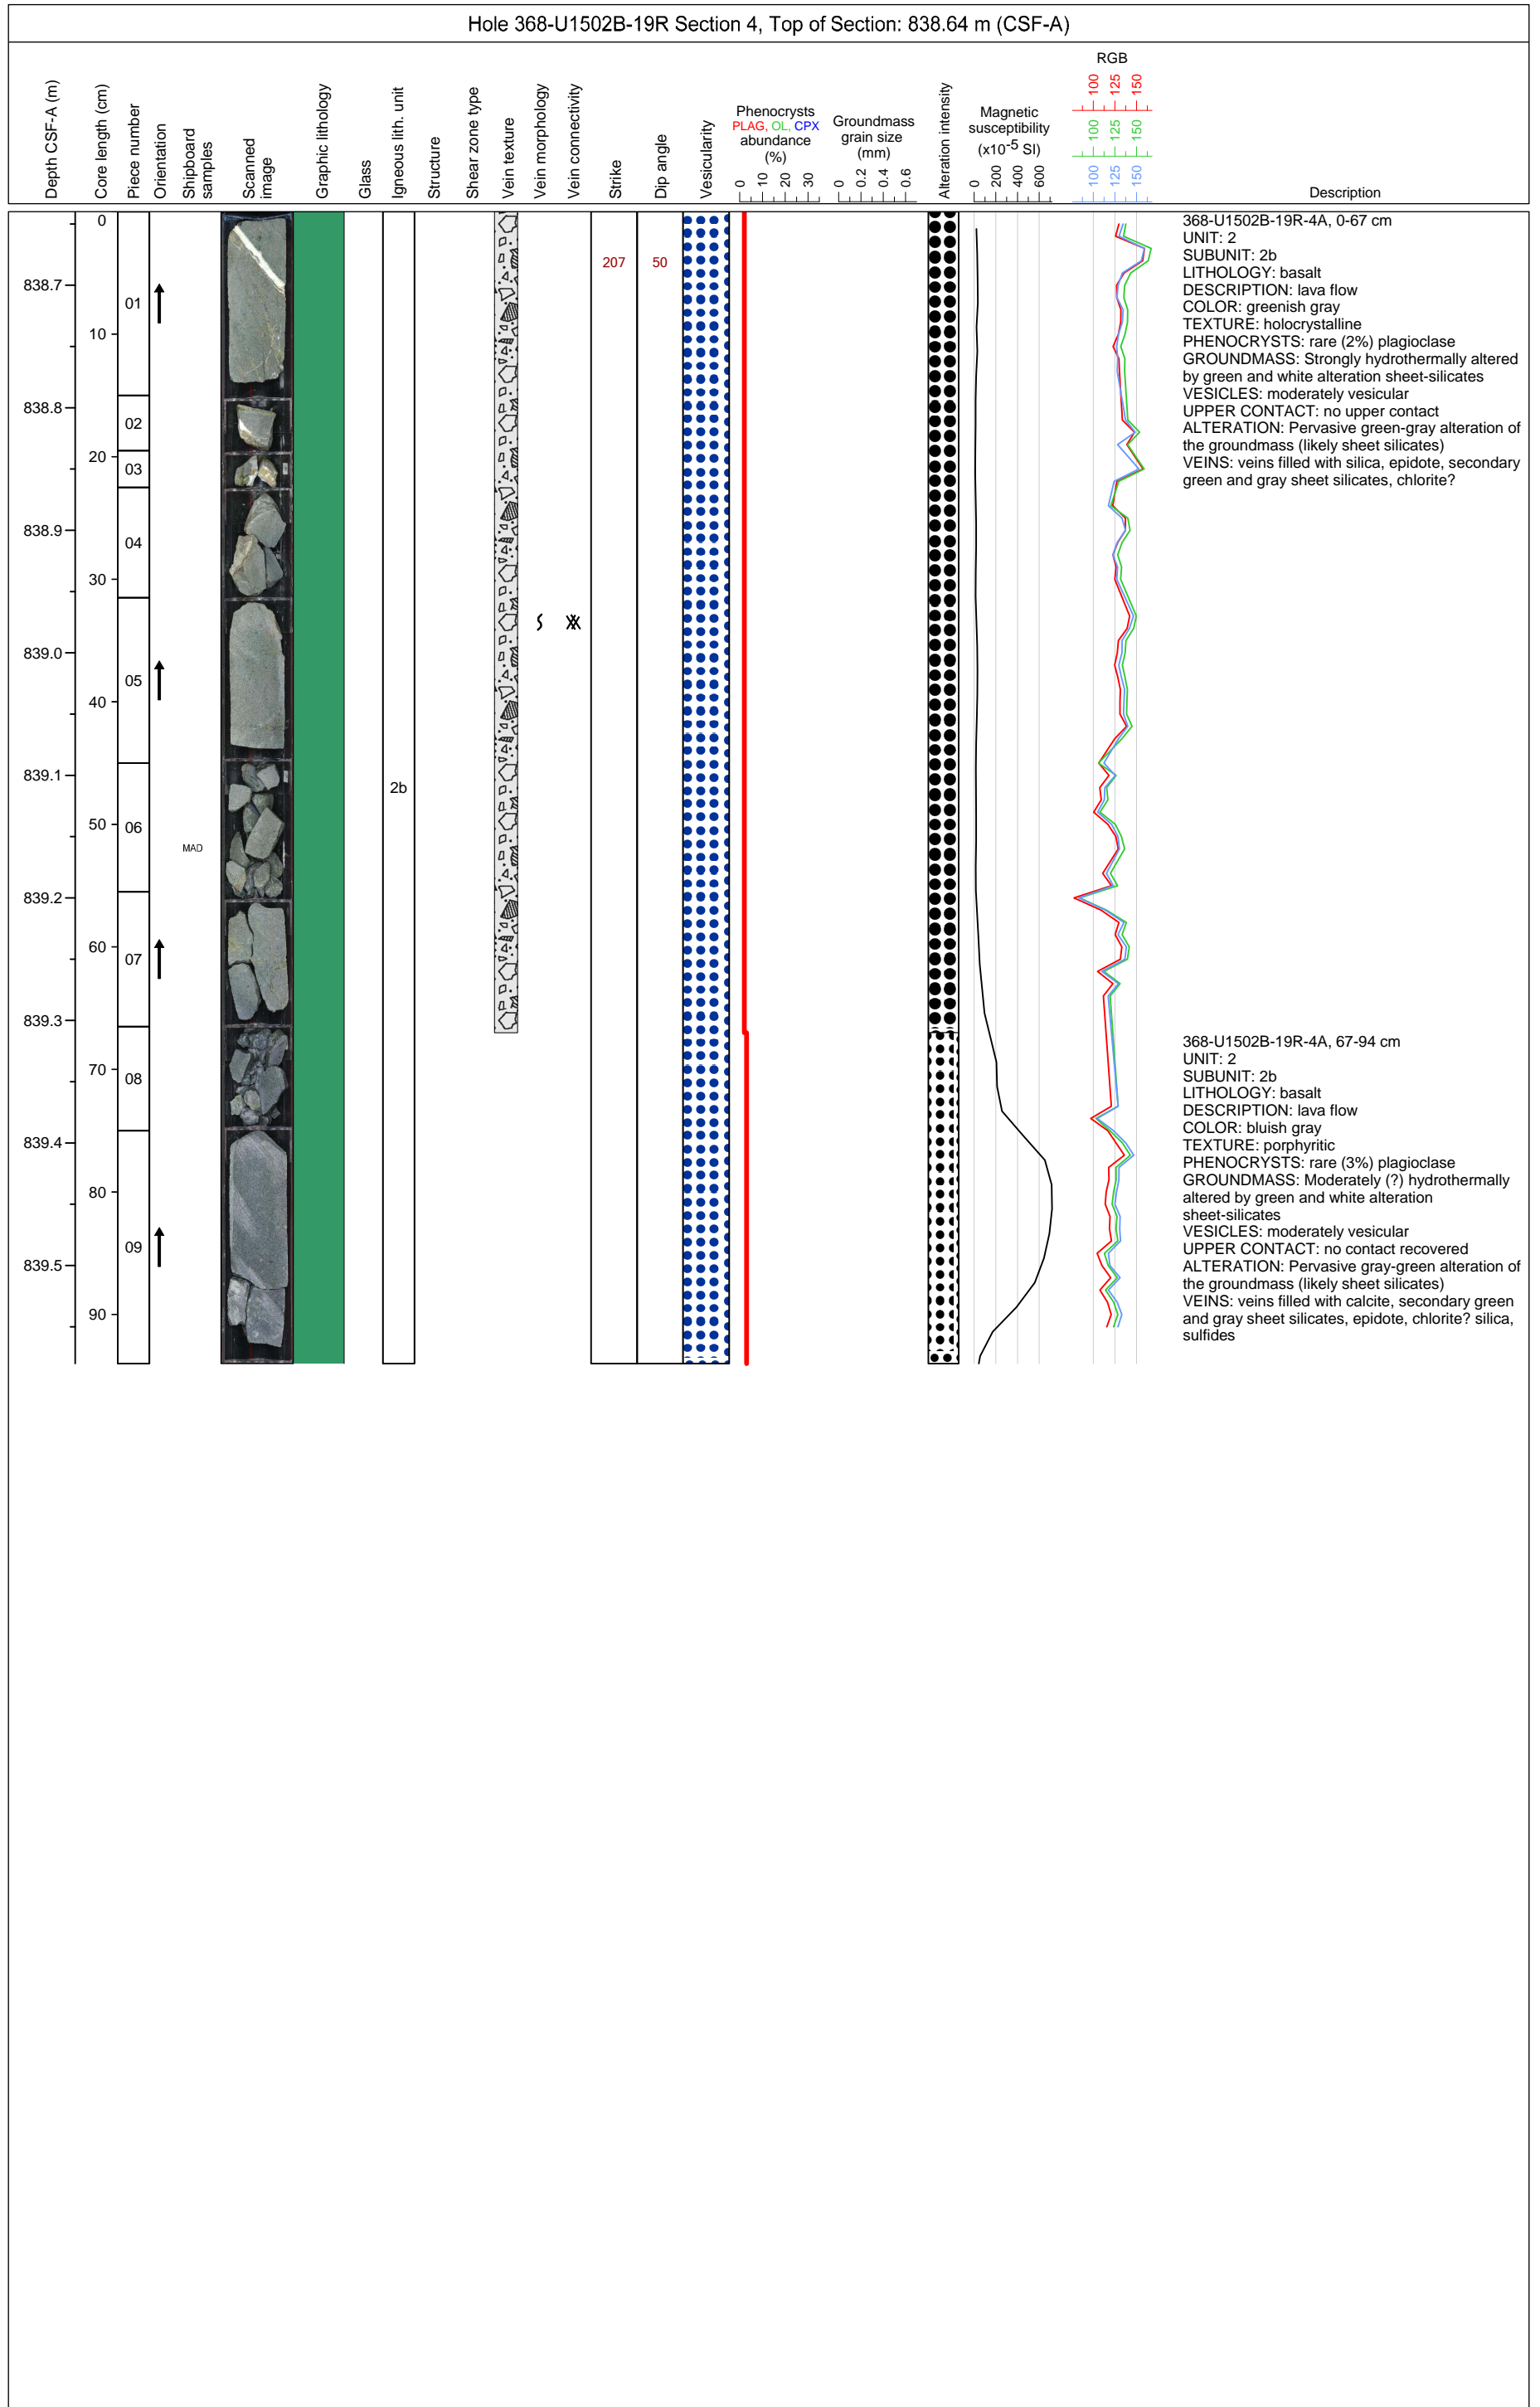 Hole 368-U1502B-19R Section 4, Top of Section: 838.64 m (CSF-A)
Depth CSF-A (m)
Core length (cm)
Piece number
Orientation
Shipboard
samples
Scanned
image
Graphic lithology
Glass
Igneous lith. unit
Structure
Shear zone type
Vein texture
Vein morphology
Vein connectivity
Strike
Dip angle
Vesicularity
Phenocrysts
PLAG, OL, CPX
abundance
(%)
0 10 20 30
Groundmass
grain size
(mm)
0 0.2 0.4 0.6
Alteration intensity
Magnetic
susceptibility
(x10-5 SI)
0 200 400 600
RGB
100 125 150
100 125 150
100 125 150
Description
838.7
838.8
838.9
839.0
839.1
839.2
839.3
839.4
839.5
0
10
20
30
40
50
60
70
80
90
01
02
03
04
05
06
07
08
09
MAD
2b
207 50
368-U1502B-19R-4A, 0-67 cm
UNIT: 2
SUBUNIT: 2b
LITHOLOGY: basalt
DESCRIPTION: lava flow
COLOR: greenish gray
TEXTURE: holocrystalline
PHENOCRYSTS: rare (2%) plagioclase
GROUNDMASS: Strongly hydrothermally altered
by green and white alteration sheet-silicates
VESICLES: moderately vesicular
UPPER CONTACT: no upper contact
ALTERATION: Pervasive green-gray alteration of
the groundmass (likely sheet silicates)
VEINS: veins filled with silica, epidote, secondary
green and gray sheet silicates, chlorite?
368-U1502B-19R-4A, 67-94 cm
UNIT: 2
SUBUNIT: 2b
LITHOLOGY: basalt
DESCRIPTION: lava flow
COLOR: bluish gray
TEXTURE: porphyritic
PHENOCRYSTS: rare (3%) plagioclase
GROUNDMASS: Moderately (?) hydrothermally
altered by green and white alteration
sheet-silicates
VESICLES: moderately vesicular
UPPER CONTACT: no contact recovered
ALTERATION: Pervasive gray-green alteration of
the groundmass (likely sheet silicates)
VEINS: veins filled with calcite, secondary green
and gray sheet silicates, epidote, chlorite? silica,
sulfides